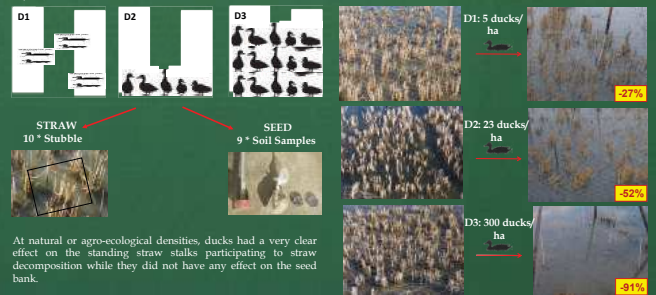 D1
D2
D3
STRAW
10 * Stubble
SEED
9 * Soil Samples
At natural or agro-ecological densities, ducks had a very clear
effect on the standing straw stalks participating to straw
decomposition while they did not have any effect on the seed
bank.
D1: 5 ducks/
ha
-27%
D2: 23 ducks/
ha
-52%
D3: 300 ducks/
ha
-91%